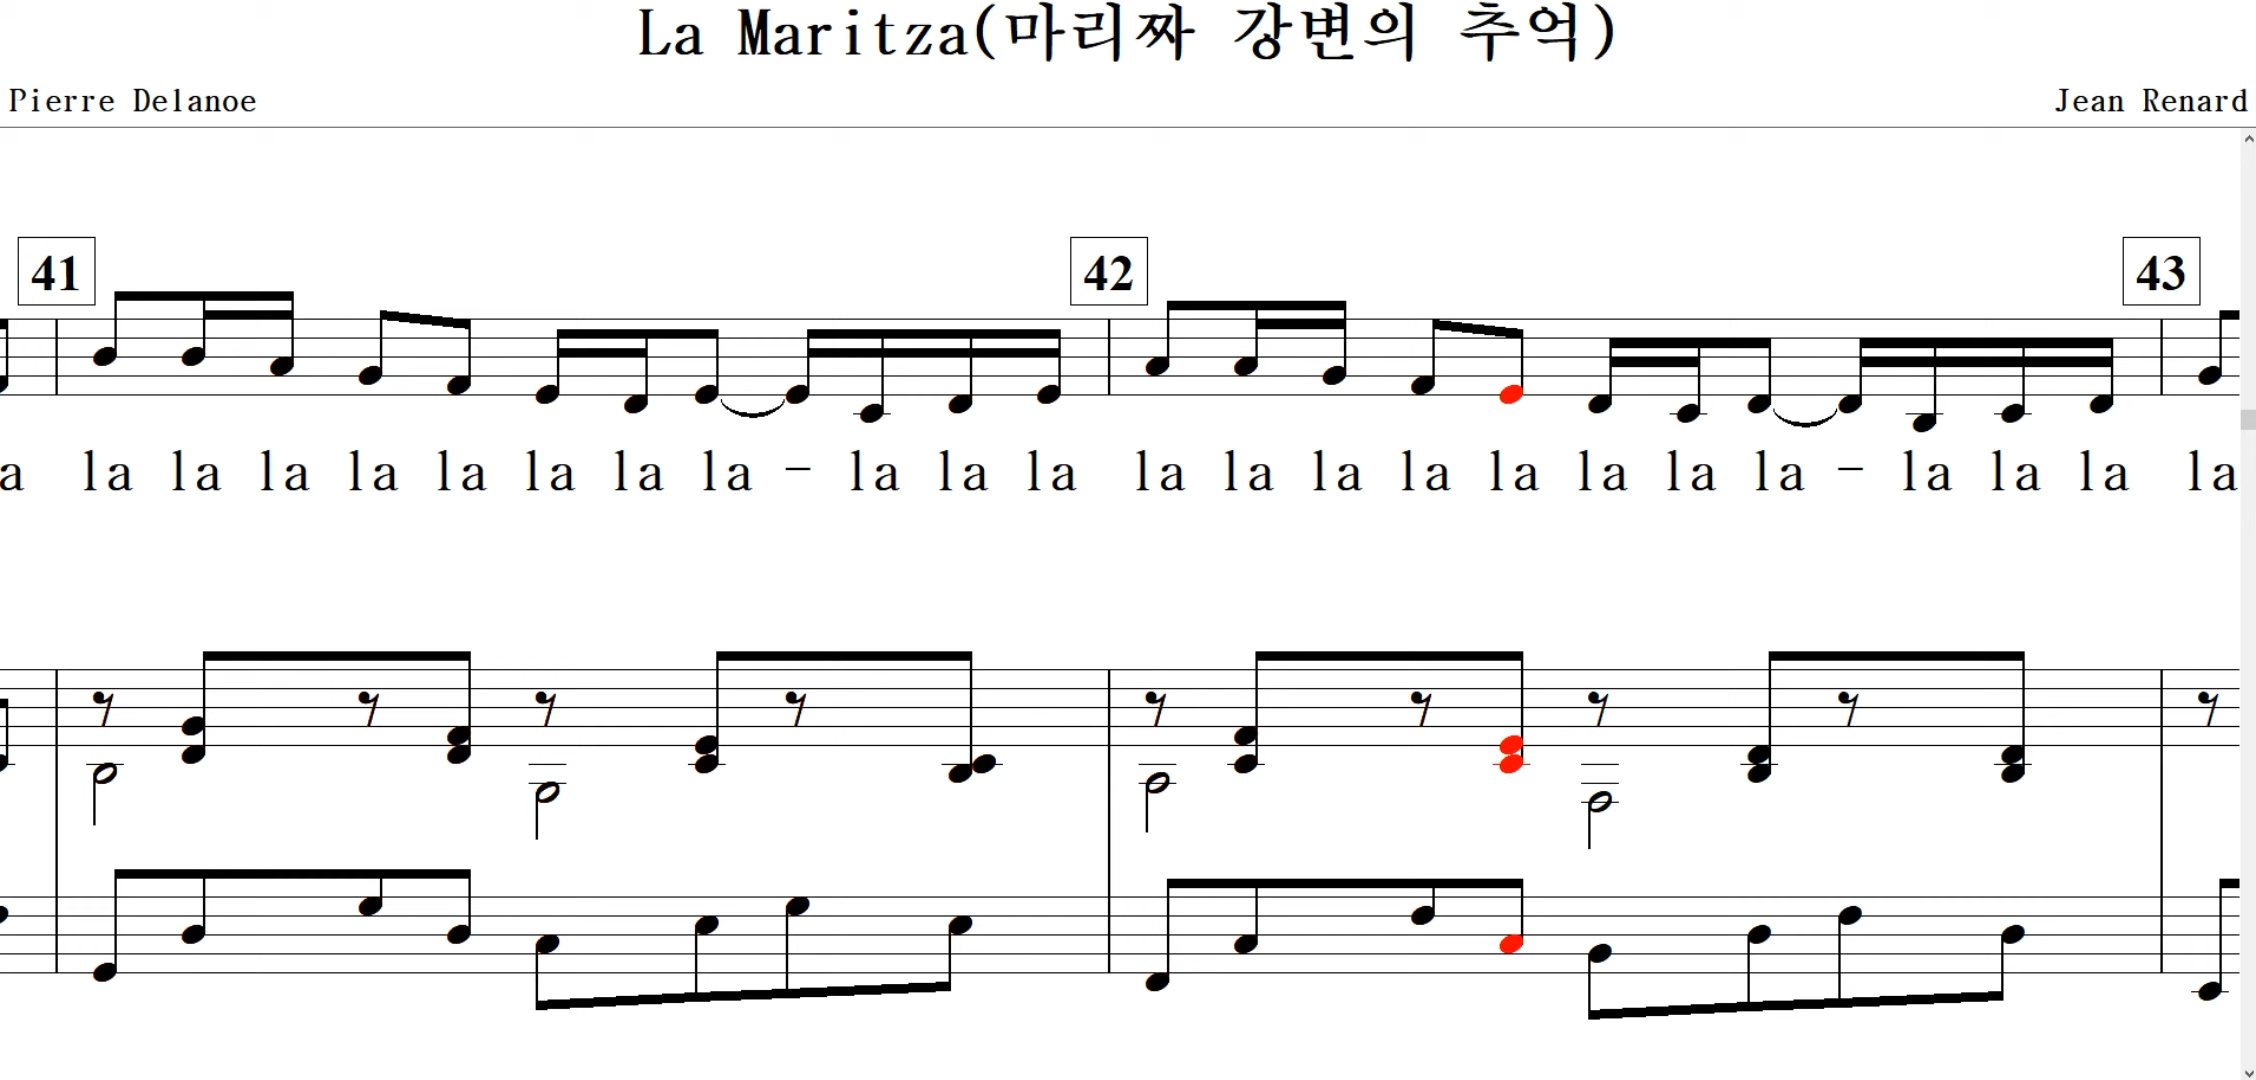 La Maritza(마리짜 강변의 추억)
Pierre Delanoe Jean Renard
41 42 43
a la la la la la la la la - la la la la la la la la la la la - la la la la